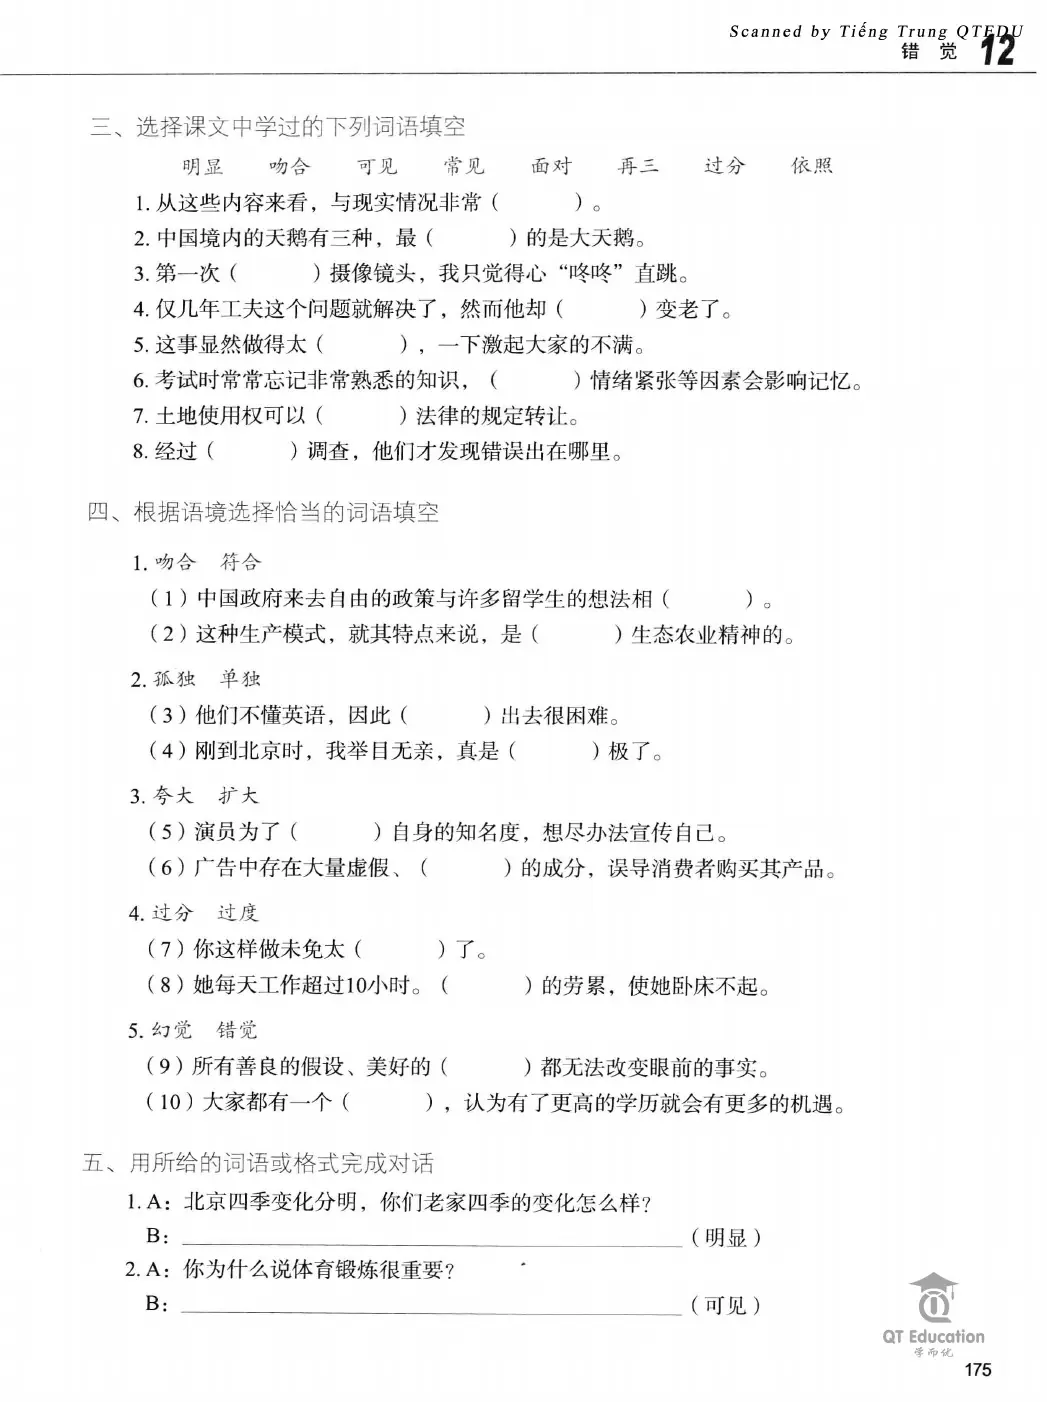 Scanned by Tiếng Trung QTEDU
错 觉 12
三、选择课文中学过的下列词语填空
明显 吻合 可见 常见 面对 再三 过分 依照
1. 从这些内容来看，与现实情况非常（ ）。
2. 中国境内的天鹅有三种，最（ ）的是大天鹅。
3. 第一次（ ）摄像镜头，我只觉得心“咚咚”直跳。
4. 仅几年工夫这个问题就解决了，然而他却（ ）变老了。
5. 这事显然做得太（ ），一下激起大家的不满。
6. 考试时常常忘记非常熟悉的知识，（ ）情绪紧张等因素会影响记忆。
7. 土地使用权可以（ ）法律的规定转让。
8. 经过（ ）调查，他们才发现错误出在哪里。
四、根据语境选择恰当的词语填空
1. 吻合 符合
（1）中国政府来去自由的政策与许多留学生的想法相（ ）。
（2）这种生产模式，就其特点来说，是（ ）生态农业精神的。
2. 孤独 单独
（3）他们不懂英语，因此（ ）出去很困难。
（4）刚到北京时，我举目无亲，真是（ ）极了。
3. 夸大 扩大
（5）演员为了（ ）自身的知名度，想尽办法宣传自己。
（6）广告中存在大量虚假、（ ）的成分，误导消费者购买其产品。
4. 过分 过度
（7）你这样做未免太（ ）了。
（8）她每天工作超过10小时。（ ）的劳累，使她卧床不起。
5. 幻觉 错觉
（9）所有善良的假设、美好的（ ）都无法改变眼前的事实。
（10）大家都有一个（ ），认为有了更高的学历就会有更多的机遇。
五、用所给的词语或格式完成对话
1. A：北京四季变化分明，你们老家四季的变化怎么样？
B：（明显）
2. A：你为什么说体育锻炼很重要？
B：（可见）
QT Education
学而优
175